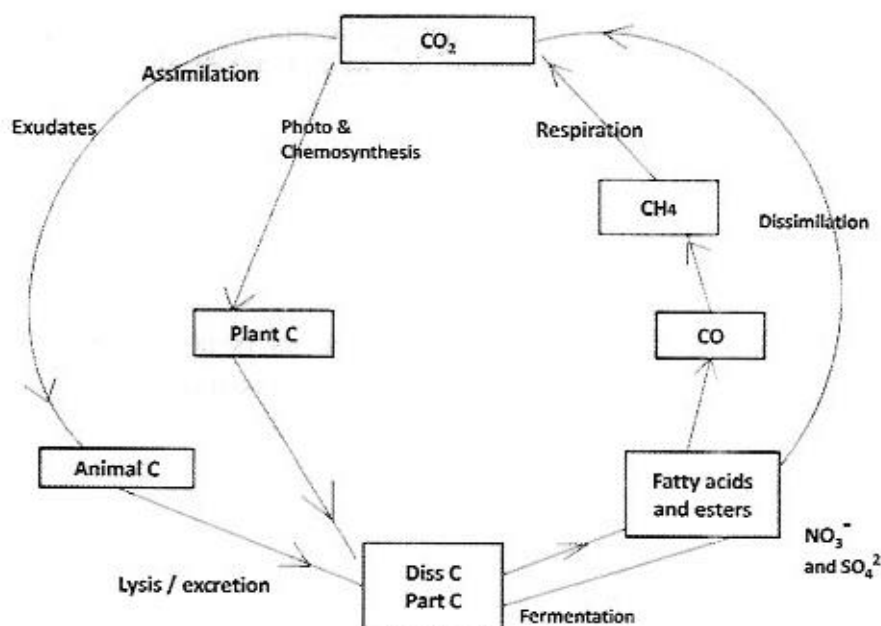 CO₂
Assimilation
Exudates
Photo &
Chemosynthesis
Respiration
CH4
Dissimilation
Plant C
CO
Animal C
Fatty acids
and esters
NO₃⁻
and SO₄²
Lysis / excretion
Diss C
Part C
Fermentation